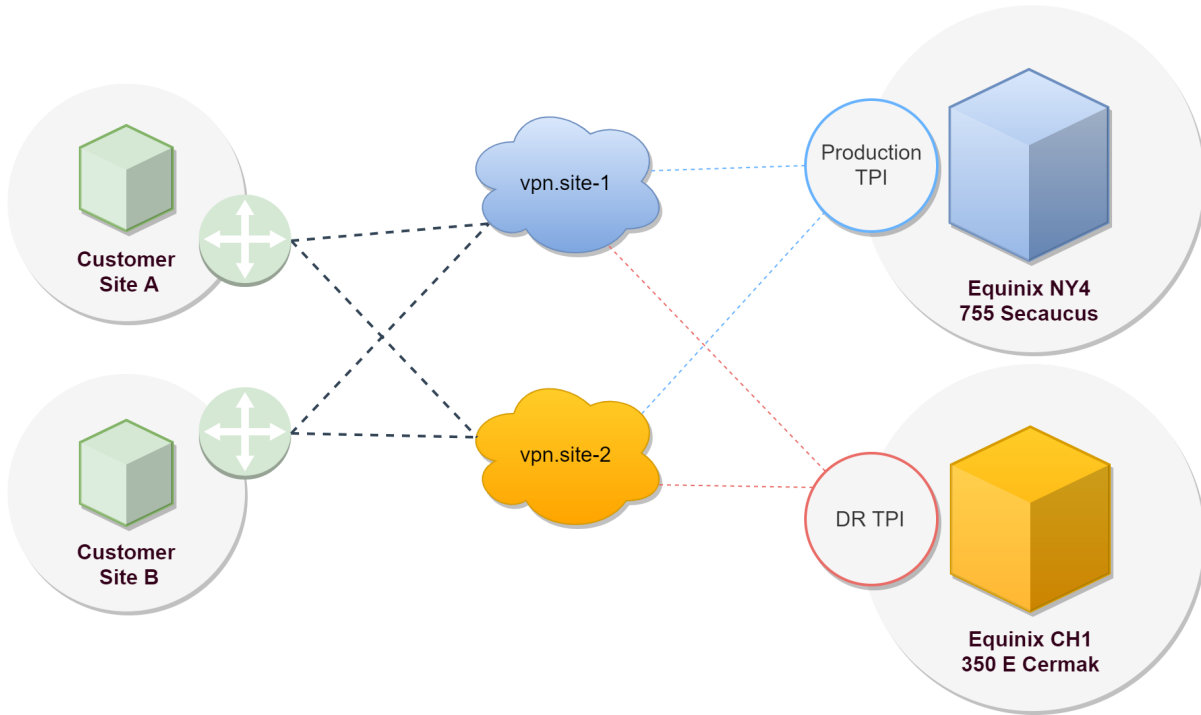 Customer
Site A
Customer
Site B
vpn.site-1
vpn.site-2
Production
TPI
Equinix NY4
755 Secaucus
DR TPI
Equinix CH1
350 E Cermak